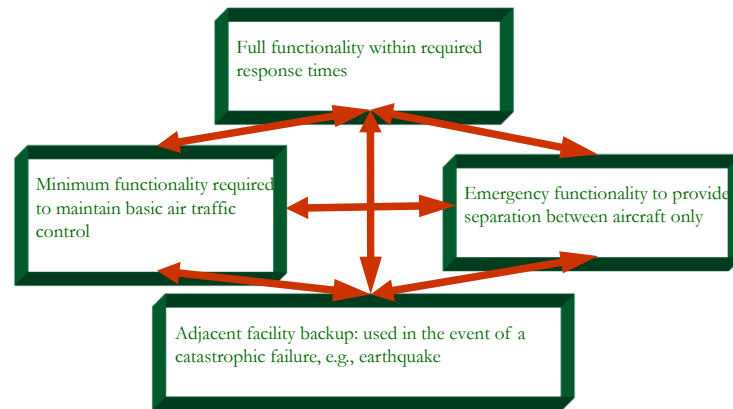 Full functionality within required
response times
Minimum functionality required
to maintain basic air traffic
control
Emergency functionality to provide
separation between aircraft only
Adjacent facility backup: used in the event of a
catastrophic failure, e.g., earthquake